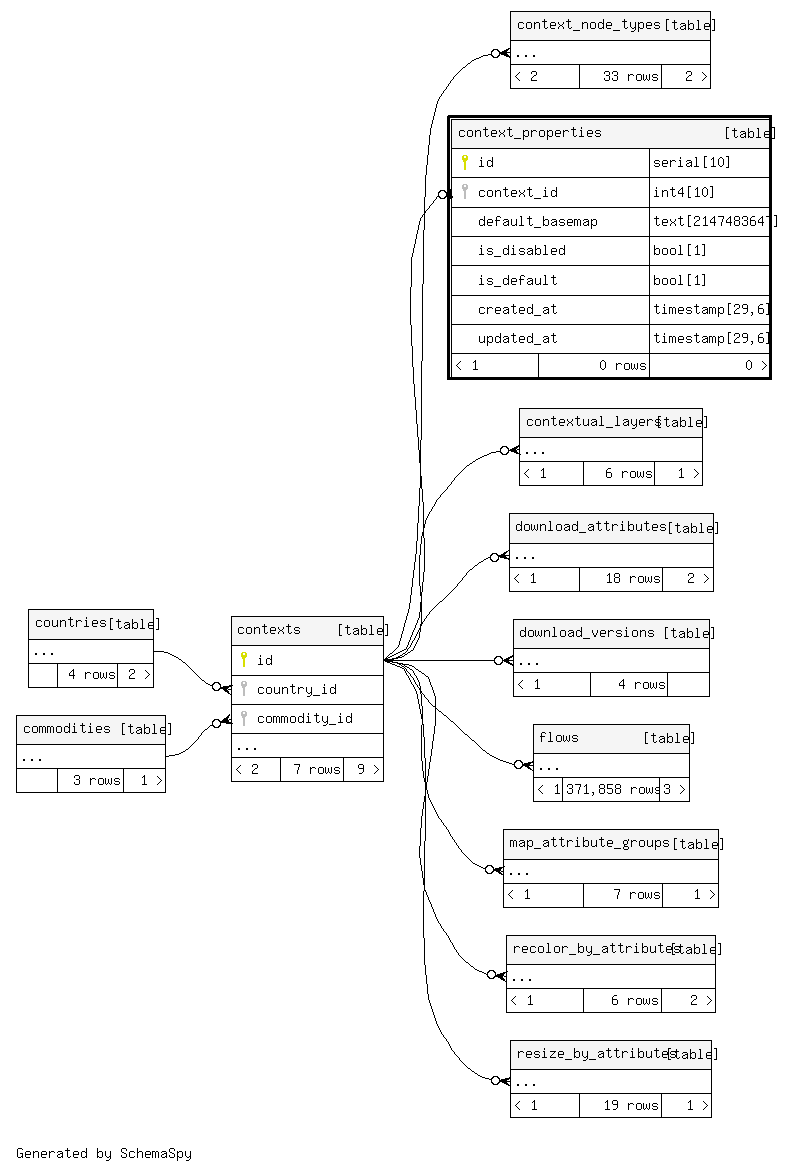 context_node_types [table]
...
< 2 33 rows 2 >
context_properties [table]
id serial[10]
context_id int4[10]
default_basemap text[2147483647]
is_disabled bool[1]
is_default bool[1]
created_at timestamp[29,6]
updated_at timestamp[29,6]
< 1 0 rows 0 >
contextual_layers [table]
...
< 1 6 rows 1 >
download_attributes [table]
...
< 1 18 rows 2 >
countries [table]
...
4 rows 2 >
commodities [table]
...
3 rows 1 >
contexts [table]
id
country_id
commodity_id
...
< 2 7 rows 9 >
download_versions [table]
...
< 1 4 rows
flows [table]
...
< 1 371,858 rows 3 >
map_attribute_groups [table]
...
< 1 7 rows 1 >
recolor_by_attributes [table]
...
< 1 6 rows 2 >
resize_by_attributes [table]
...
< 1 19 rows 1 >
Generated by SchemaSpy